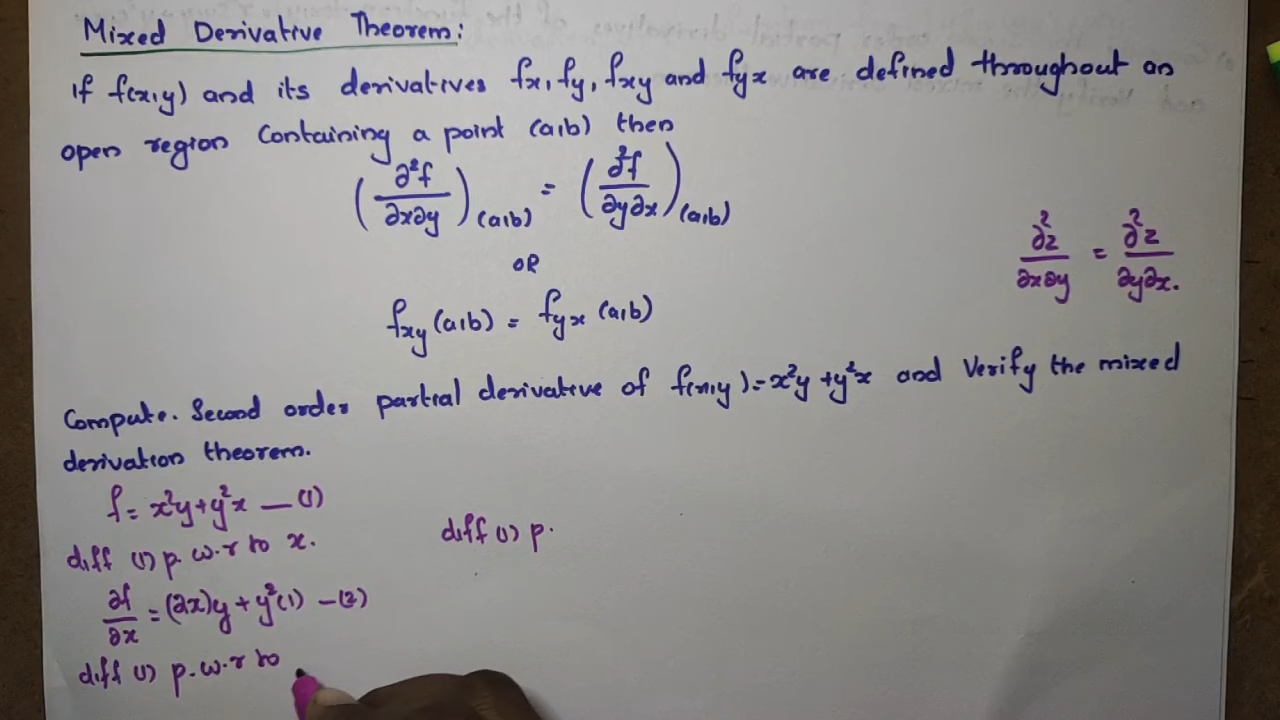 Mixed Derivative Theorem:
If f(x,y) and its derivatives fx, fy, fxy and fyx are defined throughout an
open region Containing a point (a,b) then
(∂²f/∂x∂y)(a,b) = (∂²f/∂y∂x)(a,b)
OR
fxy(a,b) = fyx(a,b)
∂²z/∂x∂y = ∂²z/∂y∂x.
Compute. Second order partial derivative of f(x,y)=x²y+y²x and Verify the mixed
derivation theorem.
f = x²y+y²x —(1)
diff (1) p. w.r to x.
∂f/∂x = (2x)y + y²(1) —(2)
diff (1) p. w.r to
diff (1) p.